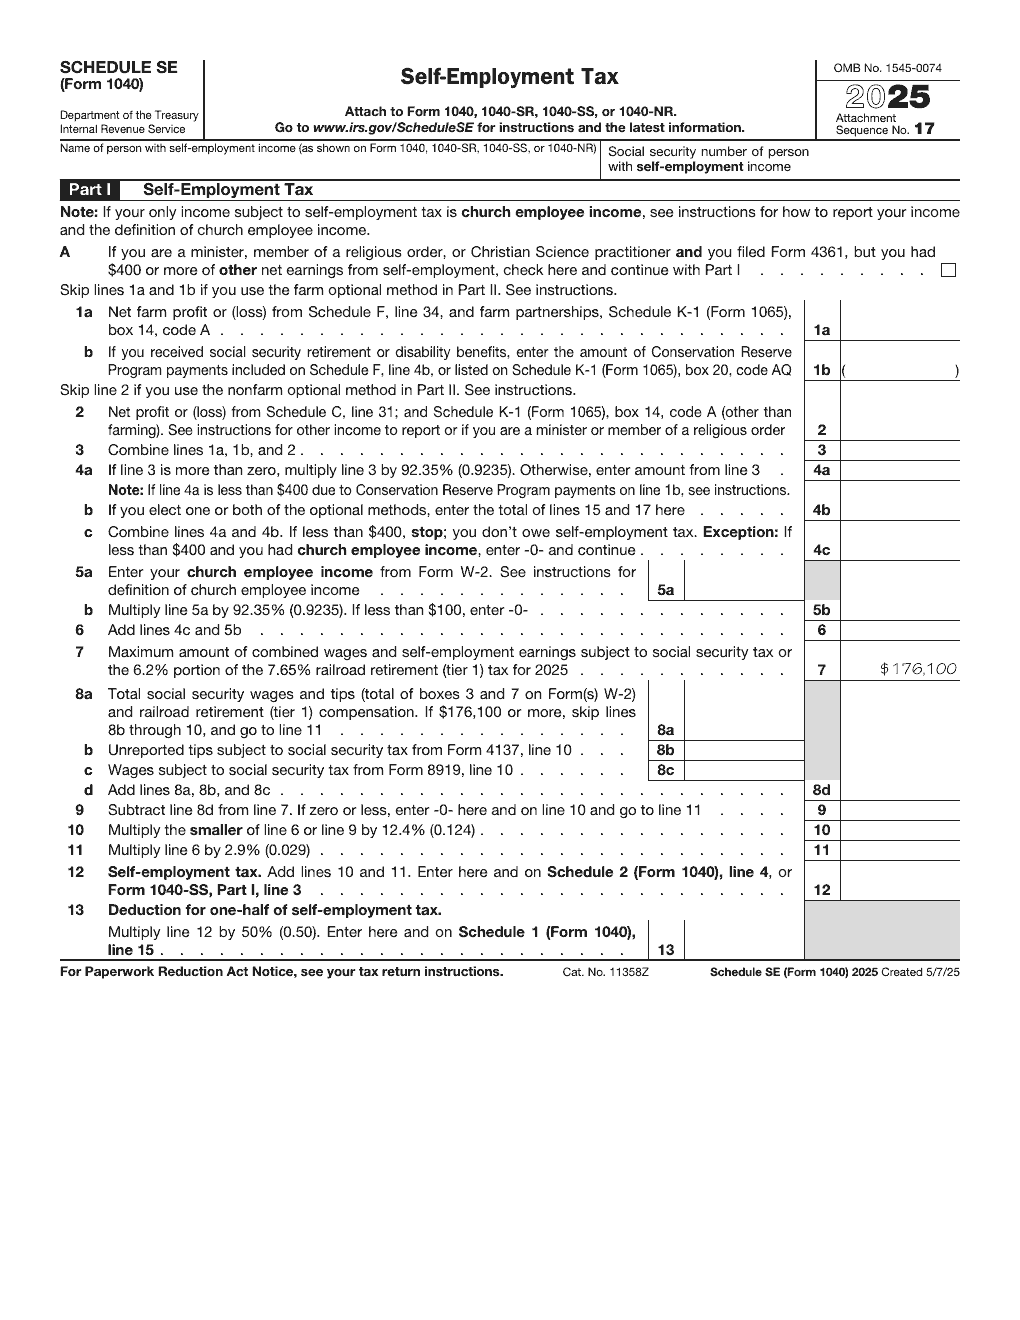 SCHEDULE SE
(Form 1040)
Department of the Treasury
Internal Revenue Service
Self-Employment Tax
Attach to Form 1040, 1040-SR, 1040-SS, or 1040-NR.
Go to www.irs.gov/ScheduleSE for instructions and the latest information.
OMB No. 1545-0074
2025
Attachment
Sequence No. 17
Name of person with self-employment income (as shown on Form 1040, 1040-SR, 1040-SS, or 1040-NR)
Social security number of person
with self-employment income
Part I Self-Employment Tax
Note: If your only income subject to self-employment tax is church employee income, see instructions for how to report your income
and the definition of church employee income.
A If you are a minister, member of a religious order, or Christian Science practitioner and you filed Form 4361, but you had
$400 or more of other net earnings from self-employment, check here and continue with Part I . . . . . . . . .
Skip lines 1a and 1b if you use the farm optional method in Part II. See instructions.
1a Net farm profit or (loss) from Schedule F, line 34, and farm partnerships, Schedule K-1 (Form 1065),
box 14, code A . . . . . . . . . . . . . . . . . . . . . . . . . . . . . 1a
b If you received social security retirement or disability benefits, enter the amount of Conservation Reserve
Program payments included on Schedule F, line 4b, or listed on Schedule K-1 (Form 1065), box 20, code AQ 1b ( )
Skip line 2 if you use the nonfarm optional method in Part II. See instructions.
2 Net profit or (loss) from Schedule C, line 31; and Schedule K-1 (Form 1065), box 14, code A (other than
farming). See instructions for other income to report or if you are a minister or member of a religious order 2
3 Combine lines 1a, 1b, and 2 . . . . . . . . . . . . . . . . . . . . . . . . . 3
4a If line 3 is more than zero, multiply line 3 by 92.35% (0.9235). Otherwise, enter amount from line 3 . 4a
Note: If line 4a is less than $400 due to Conservation Reserve Program payments on line 1b, see instructions.
b If you elect one or both of the optional methods, enter the total of lines 15 and 17 here . . . . . 4b
c Combine lines 4a and 4b. If less than $400, stop; you don't owe self-employment tax. Exception: If
less than $400 and you had church employee income, enter -0- and continue . . . . . . . . 4c
5a Enter your church employee income from Form W-2. See instructions for
definition of church employee income . . . . . . . . . . . . . 5a
b Multiply line 5a by 92.35% (0.9235). If less than $100, enter -0- . . . . . . . . . . . . . 5b
6 Add lines 4c and 5b . . . . . . . . . . . . . . . . . . . . . . . . . . . 6
7 Maximum amount of combined wages and self-employment earnings subject to social security tax or
the 6.2% portion of the 7.65% railroad retirement (tier 1) tax for 2025 . . . . . . . . . . . 7 $176,100
8a Total social security wages and tips (total of boxes 3 and 7 on Form(s) W-2)
and railroad retirement (tier 1) compensation. If $176,100 or more, skip lines
8b through 10, and go to line 11 . . . . . . . . . . . . . . . 8a
b Unreported tips subject to social security tax from Form 4137, line 10 . . . 8b
c Wages subject to social security tax from Form 8919, line 10 . . . . . . 8c
d Add lines 8a, 8b, and 8c . . . . . . . . . . . . . . . . . . . . . . . . . . 8d
9 Subtract line 8d from line 7. If zero or less, enter -0- here and on line 10 and go to line 11 . . . . 9
10 Multiply the smaller of line 6 or line 9 by 12.4% (0.124) . . . . . . . . . . . . . . . . 10
11 Multiply line 6 by 2.9% (0.029) . . . . . . . . . . . . . . . . . . . . . . . . 11
12 Self-employment tax. Add lines 10 and 11. Enter here and on Schedule 2 (Form 1040), line 4, or
Form 1040-SS, Part I, line 3 . . . . . . . . . . . . . . . . . . . . . . . . 12
13 Deduction for one-half of self-employment tax.
Multiply line 12 by 50% (0.50). Enter here and on Schedule 1 (Form 1040),
line 15 . . . . . . . . . . . . . . . . . . . . . . . . 13
For Paperwork Reduction Act Notice, see your tax return instructions. Cat. No. 11358Z Schedule SE (Form 1040) 2025 Created 5/7/25